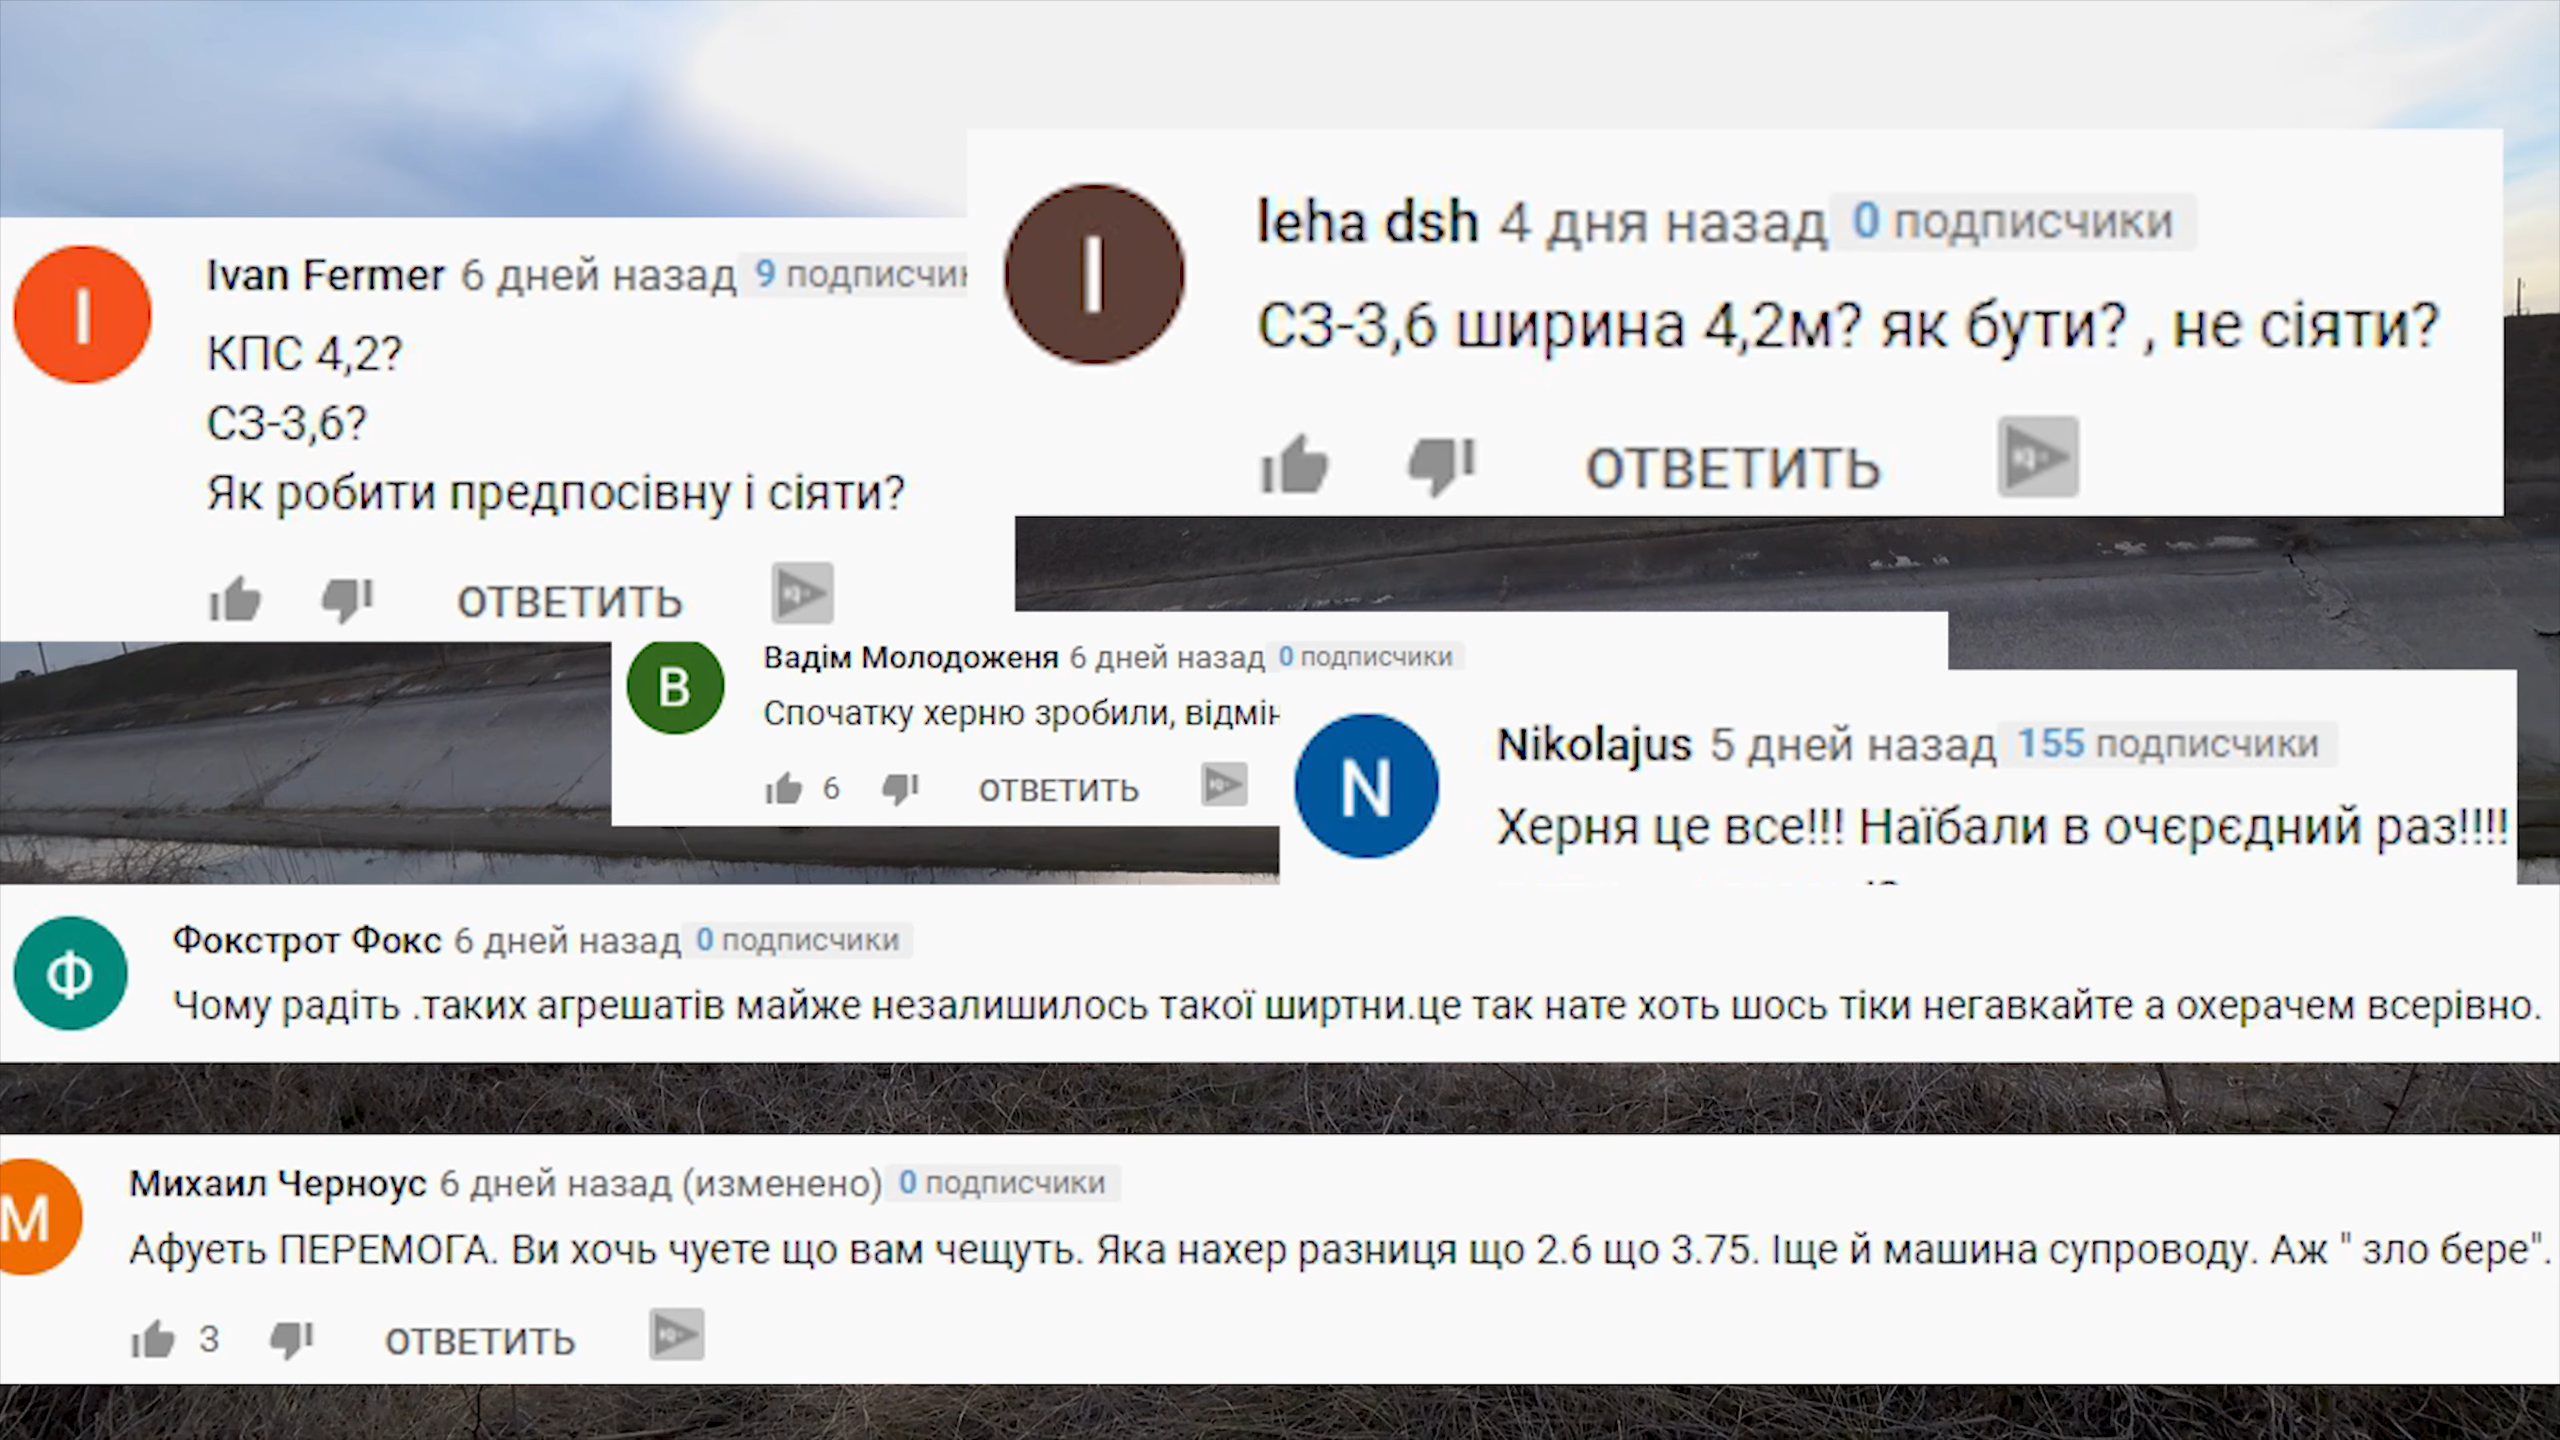 Ivan Fermer 6 дней назад 9
КПС 4,2?
СЗ-3,6?
Як робити предпосівну і сіяти?
ОТВЕТИТЬ
I
leha dsh 4 дня назад 0 подписчики
СЗ-3,6 ширина 4,2м? як бути? , не сіяти?
ОТВЕТИТЬ
I
В
Вадім Молодоженя 6 дней назад 0 подписчики
Спочатку херню зробили,
6 ОТВЕТИТЬ
N
Nikolajus 5 дней назад 155 подписчики
Херня це все!!! Наїбали в очєрєдний раз!!!!
Ф
Фокстрот Фокс 6 дней назад 0 подписчики
Чому радіть .таких агрешатів майже незалишилось такої ширтни.це так нате хоть шось тіки негавкайте а охерачем всерівно.
М
Михаил Черноус 6 дней назад (изменено) 0 подписчики
Афуеть ПЕРЕМОГА. Ви хочь чуете що вам чещуть. Яка нахер разниця що 2.6 що 3.75. Іще й машина супроводу. Аж " зло бере".
3 ОТВЕТИТЬ